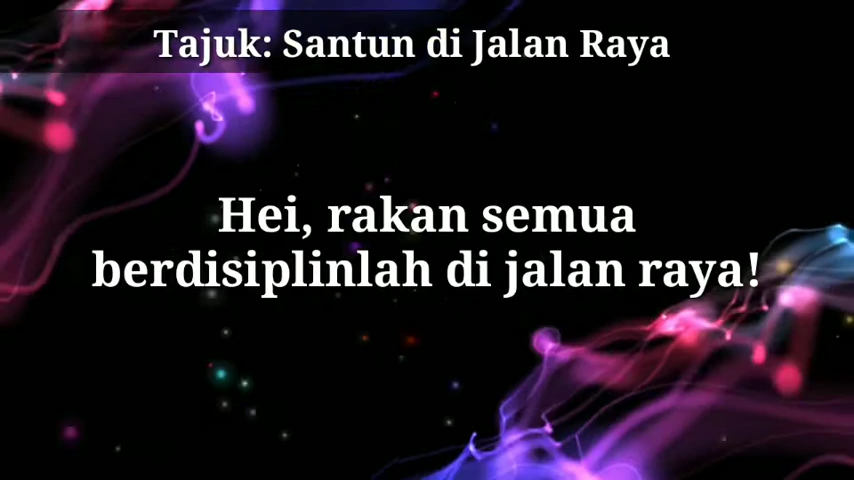 Tajuk: Santun di Jalan Raya
Hei, rakan semua
berdisiplinlah di jalan raya!